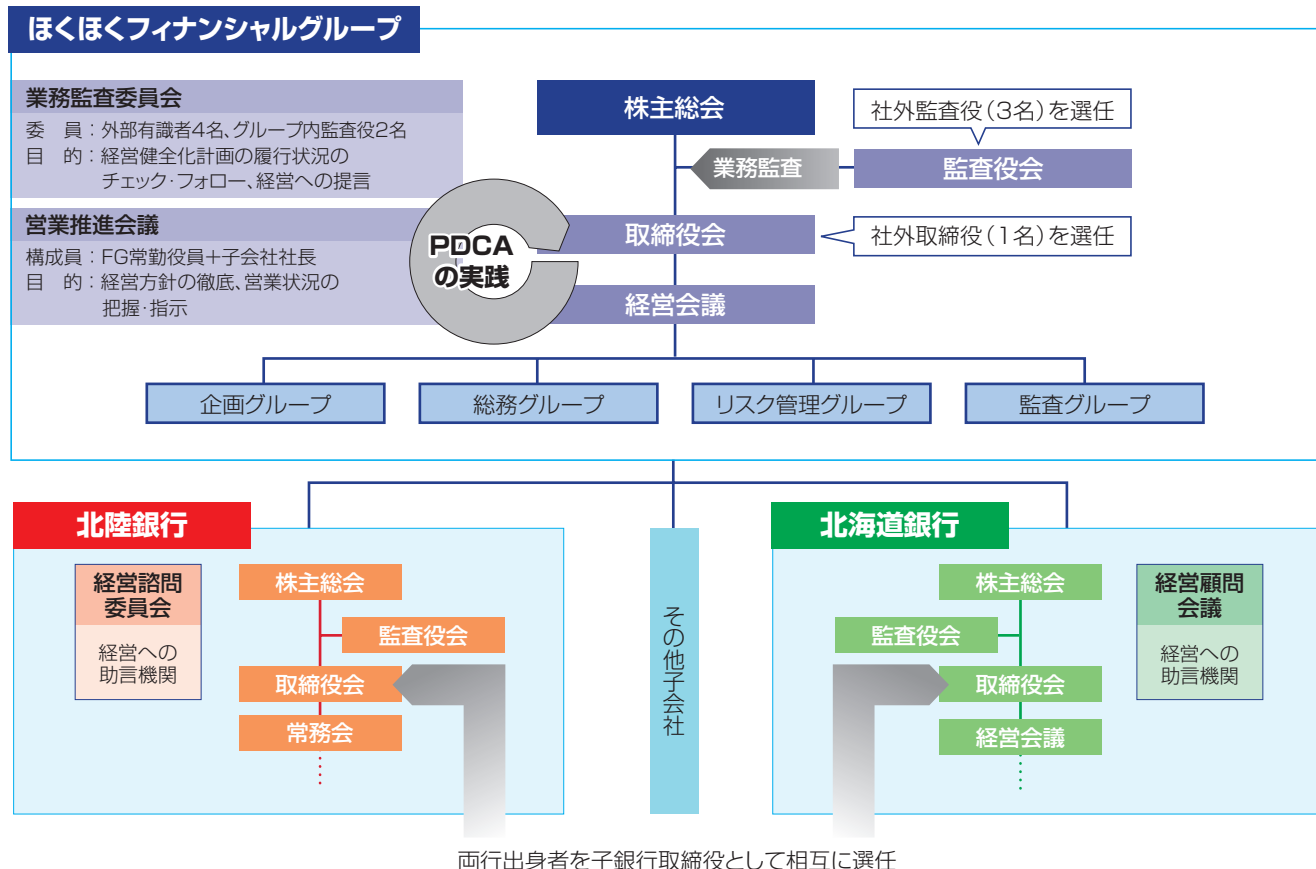 ほくほくフィナンシャルグループ
業務監査委員会
委　員：外部有識者4名、グループ内監査役2名
目　的：経営健全化計画の履行状況の
チェック・フォロー、経営への提言
営業推進会議
構成員：FG常勤役員＋子会社社長
目　的：経営方針の徹底、営業状況の
把握・指示
株主総会
社外監査役（3名）を選任
業務監査
監査役会
PDCA
の実践
取締役会
社外取締役（1名）を選任
経営会議
企画グループ
総務グループ
リスク管理グループ
監査グループ
北陸銀行
経営諮問
委員会
経営への
助言機関
株主総会
監査役会
取締役会
常務会
その他子会社
北海道銀行
株主総会
監査役会
取締役会
経営会議
経営顧問
会議
経営への
助言機関
両行出身者を子銀行取締役として相互に選任